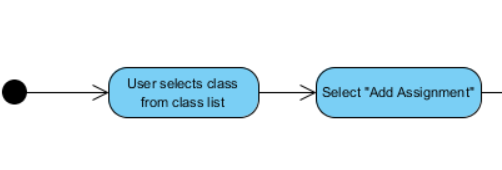 User selects class
from class list
Select "Add Assignment"